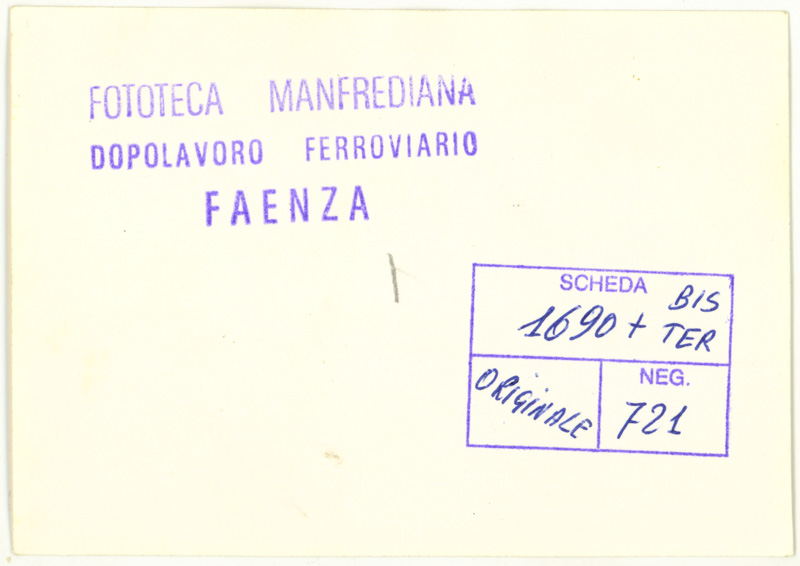 FOTOTECA MANFREDIANA
DOPOLAVORO FERROVIARIO
FAENZA
SCHEDA
BIS
1690 + TER
ORIGINALE
NEG.
721